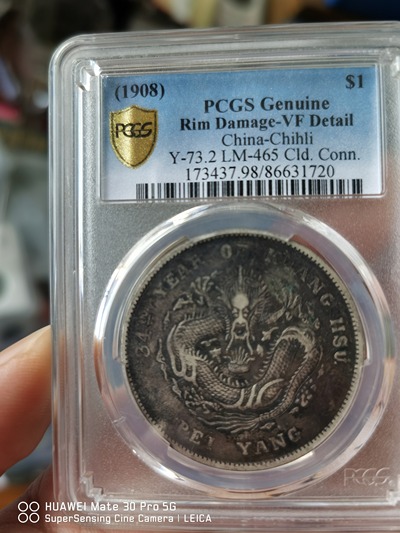 (1908) $1
PCGS Genuine
Rim Damage-VF Detail
China-Chihli
Y-73.2 LM-465 Cld. Conn.
173437.98/86631720
PCGS
34th YEAR OF KUANG HSU
PEI YANG
PCGS
HUAWEI Mate 30 Pro 5G
SuperSensing Cine Camera | LEICA